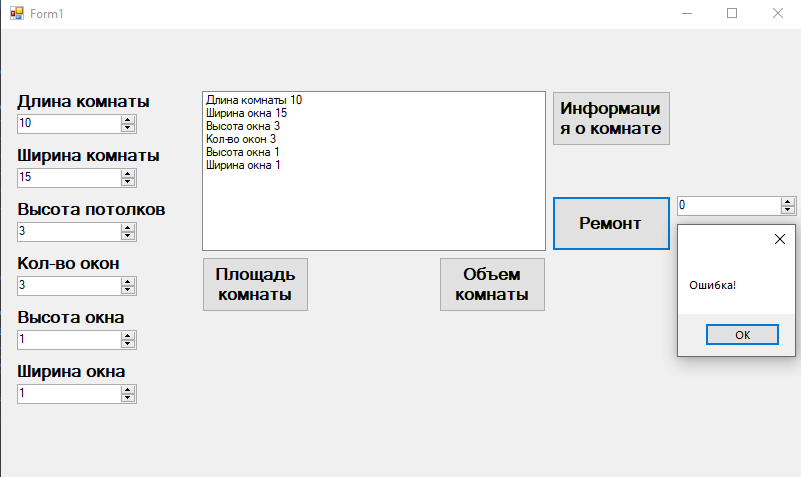 Form1
Длина комнаты
10
Ширина комнаты
15
Высота потолков
3
Кол-во окон
3
Высота окна
1
Ширина окна
1
Длина комнаты 10
Ширина окна 15
Высота окна 3
Кол-во окон 3
Высота окна 1
Ширина окна 1
Площадь
комнаты
Объем
комнаты
Информаци
я о комнате
Ремонт
0
Ошибка!
ОК